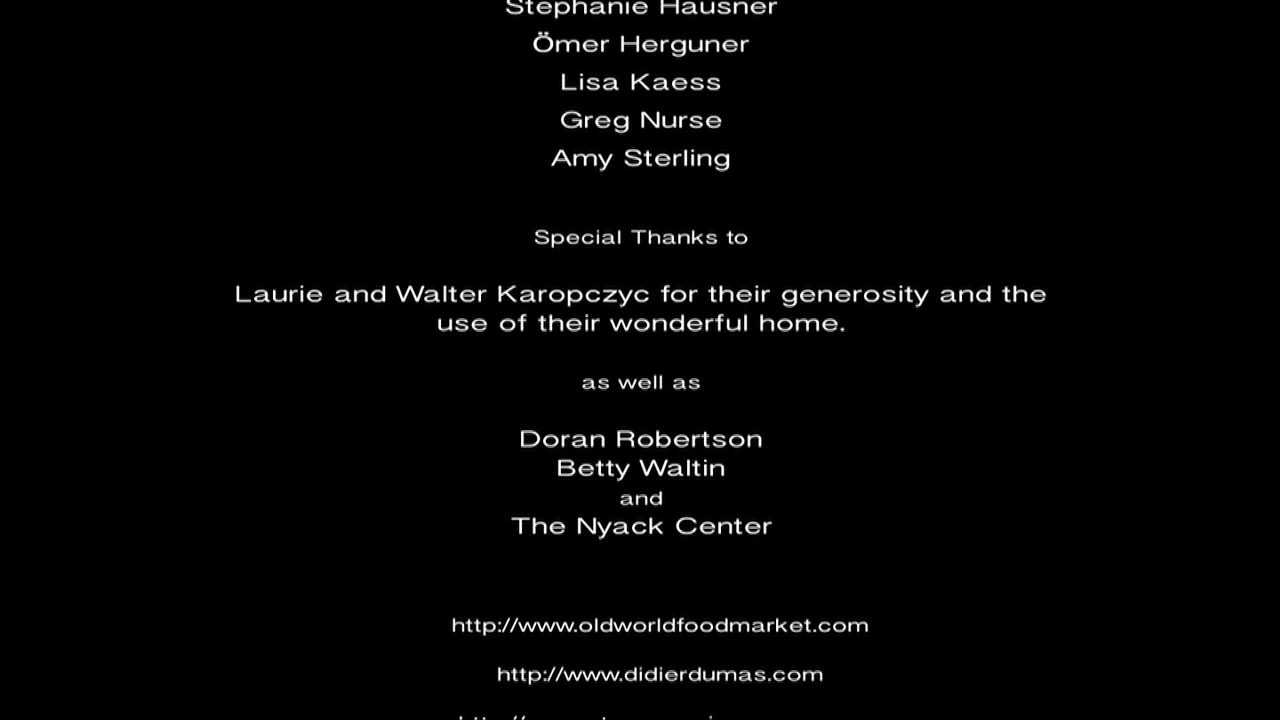 Stephanie Hausner
Ömer Herguner
Lisa Kaess
Greg Nurse
Amy Sterling
Special Thanks to
Laurie and Walter Karopczyc for their generosity and the
use of their wonderful home.
as well as
Doran Robertson
Betty Waltin
and
The Nyack Center
http://www.oldworldfoodmarket.com
http://www.didierdumas.com